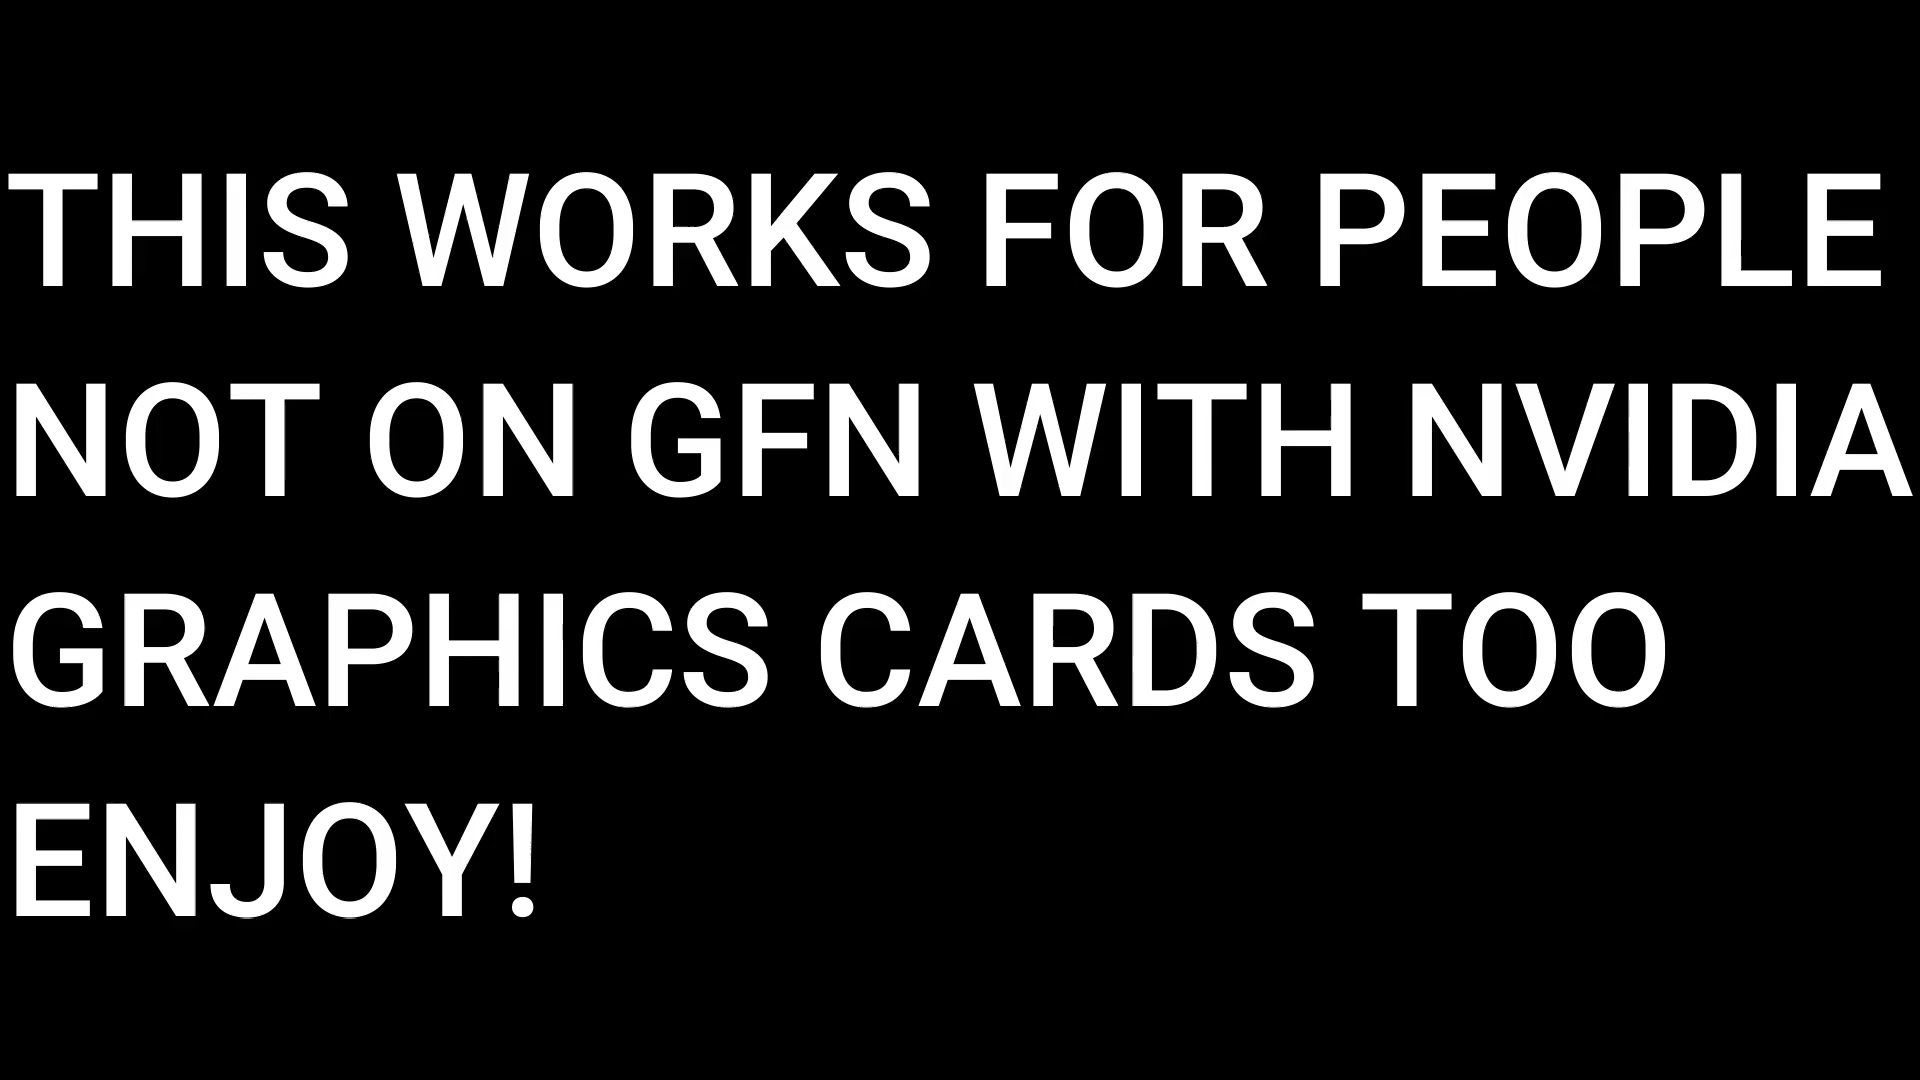 THIS WORKS FOR PEOPLE
NOT ON GFN WITH NVIDIA
GRAPHICS CARDS TOO
ENJOY!